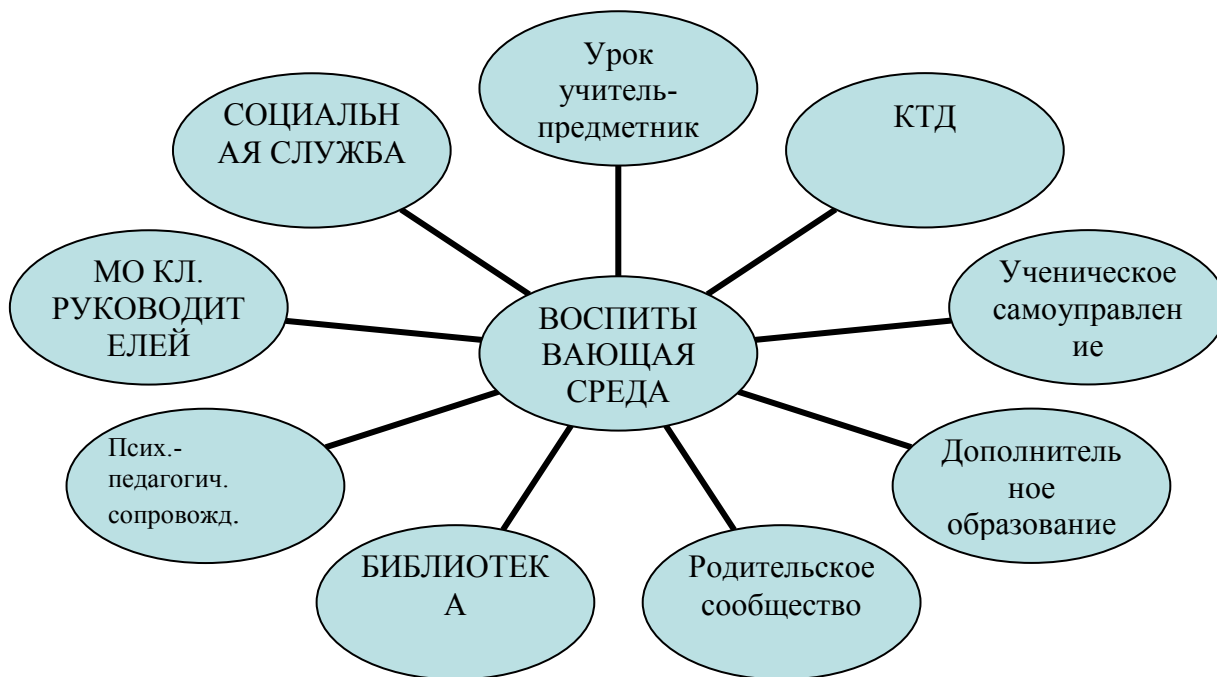 Урок
учитель-
предметник
СОЦИАЛЬН
АЯ СЛУЖБА
КТД
МО КЛ.
РУКОВОДИТ
ЕЛЕЙ
Ученическое
самоуправлен
ие
ВОСПИТЫ
ВАЮЩАЯ
СРЕДА
Псих.-
педагогич.
сопровожд.
Дополнитель
ное
образование
БИБЛИОТЕК
А
Родительское
сообщество